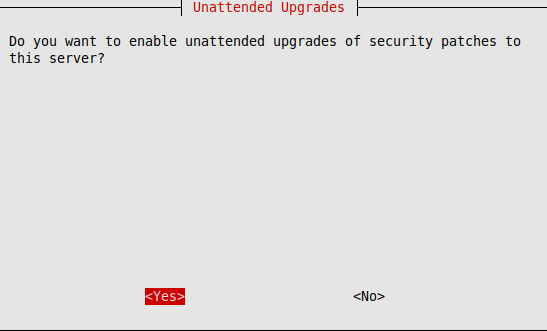 Unattended Upgrades
Do you want to enable unattended upgrades of security patches to
this server?
<Yes> <No>